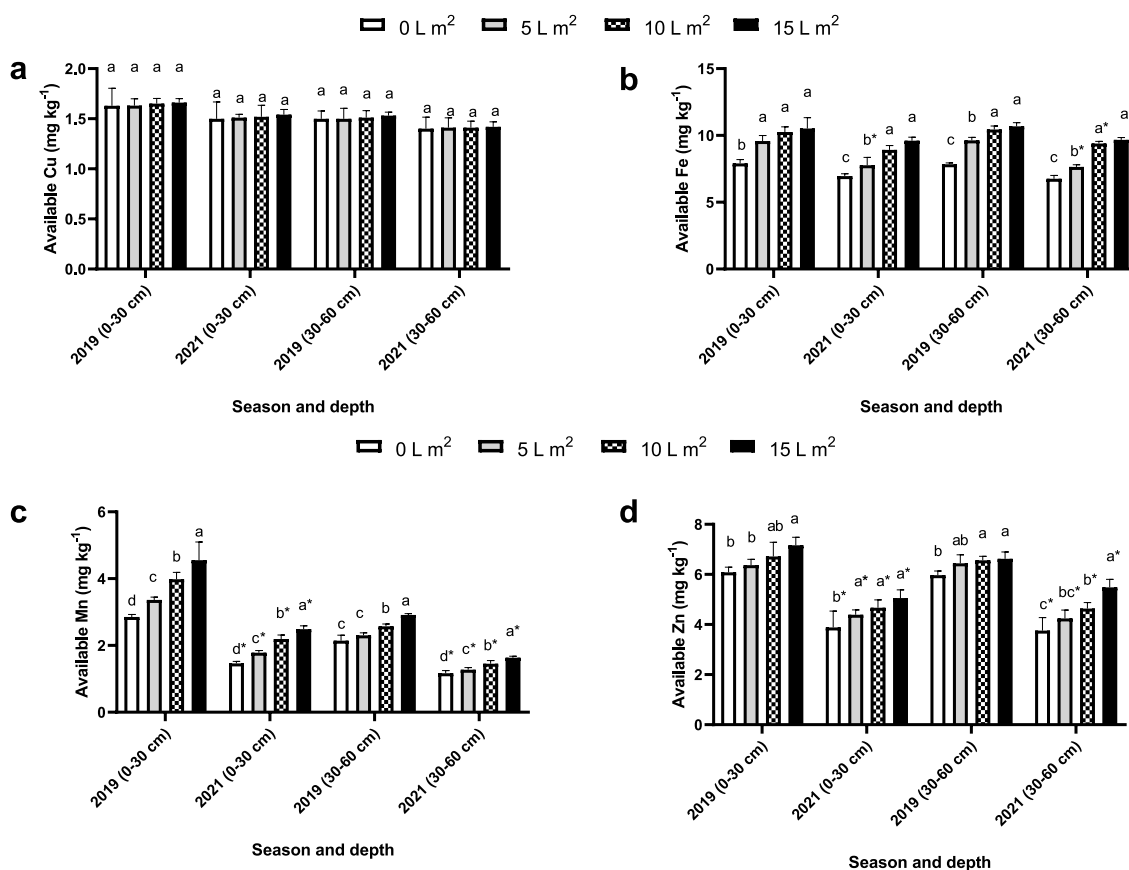 0 L m² 5 L m² 10 L m² 15 L m²
a
Available Cu (mg kg⁻¹)
2.0
1.5
1.0
0.5
0.0
a a a a a a a a a a a a a a a a
2019 (0-30 cm) 2021 (0-30 cm) 2019 (30-60 cm) 2021 (30-60 cm)
Season and depth
b
Available Fe (mg kg⁻¹)
15
10
5
0
b a a a c b* a a c b a a c b* a* a
2019 (0-30 cm) 2021 (0-30 cm) 2019 (30-60 cm) 2021 (30-60 cm)
Season and depth
0 L m² 5 L m² 10 L m² 15 L m²
c
Available Mn (mg kg⁻¹)
6
4
2
0
d c b a d* c* b* a* c c b a d* c* b* a*
2019 (0-30 cm) 2021 (0-30 cm) 2019 (30-60 cm) 2021 (30-60 cm)
Season and depth
d
Available Zn (mg kg⁻¹)
8
6
4
2
0
b b ab a b* a* a* a* b ab a a c* bc* b* a*
2019 (0-30 cm) 2021 (0-30 cm) 2019 (30-60 cm) 2021 (30-60 cm)
Season and depth